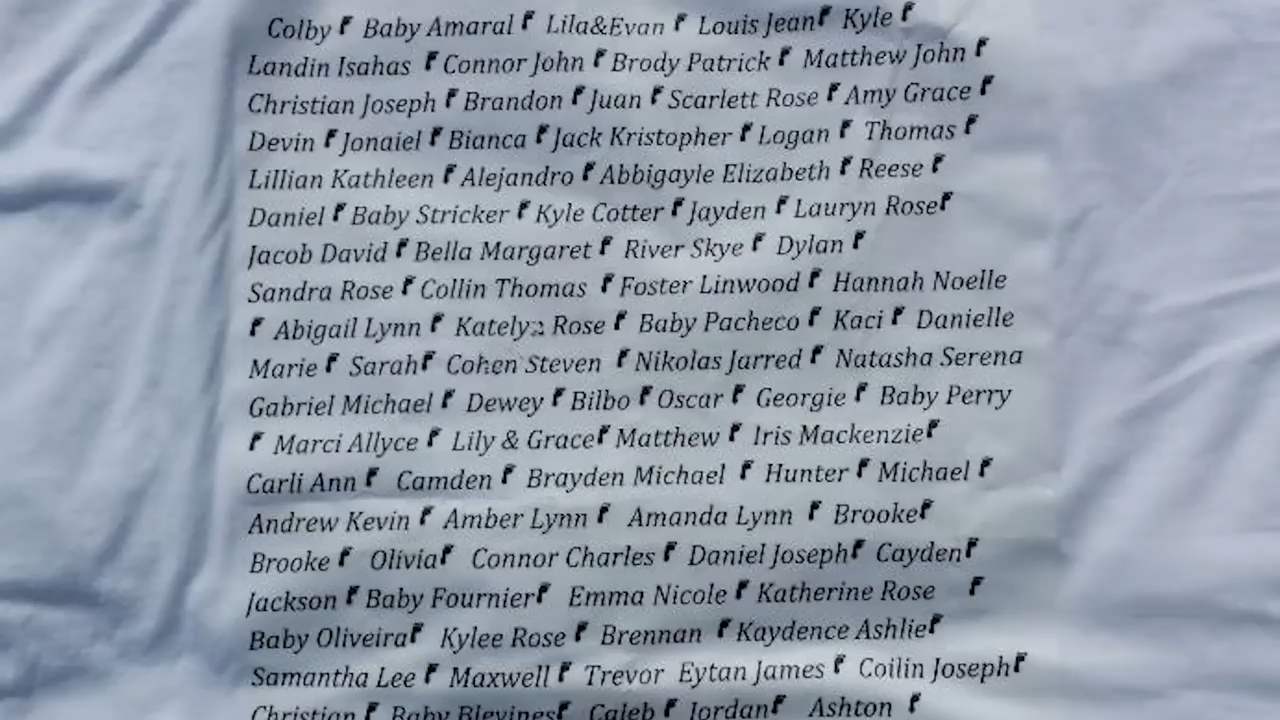 Colby Baby Amaral Lila&Evan Louis Jean Kyle
Landin Isahas Connor John Brody Patrick Matthew John
Christian Joseph Brandon Juan Scarlett Rose Amy Grace
Devin Jonaiel Bianca Jack Kristopher Logan Thomas
Lillian Kathleen Alejandro Abbigayle Elizabeth Reese
Daniel Baby Stricker Kyle Cotter Jayden Lauryn Rose
Jacob David Bella Margaret River Skye Dylan
Sandra Rose Collin Thomas Foster Linwood Hannah Noelle
Abigail Lynn Katelyn Rose Baby Pacheco Kaci Danielle
Marie Sarah Cohen Steven Nikolas Jarred Natasha Serena
Gabriel Michael Dewey Bilbo Oscar Georgie Baby Perry
Marci Allyce Lily & Grace Matthew Iris Mackenzie
Carli Ann Camden Brayden Michael Hunter Michael
Andrew Kevin Amber Lynn Amanda Lynn Brooke
Brooke Olivia Connor Charles Daniel Joseph Cayden
Jackson Baby Fournier Emma Nicole Katherine Rose
Baby Oliveira Kylee Rose Brennan Kaydence Ashlie
Samantha Lee Maxwell Trevor Eytan James Coilin Joseph
Christian Baby Blevines Caleb Jordan Ashton